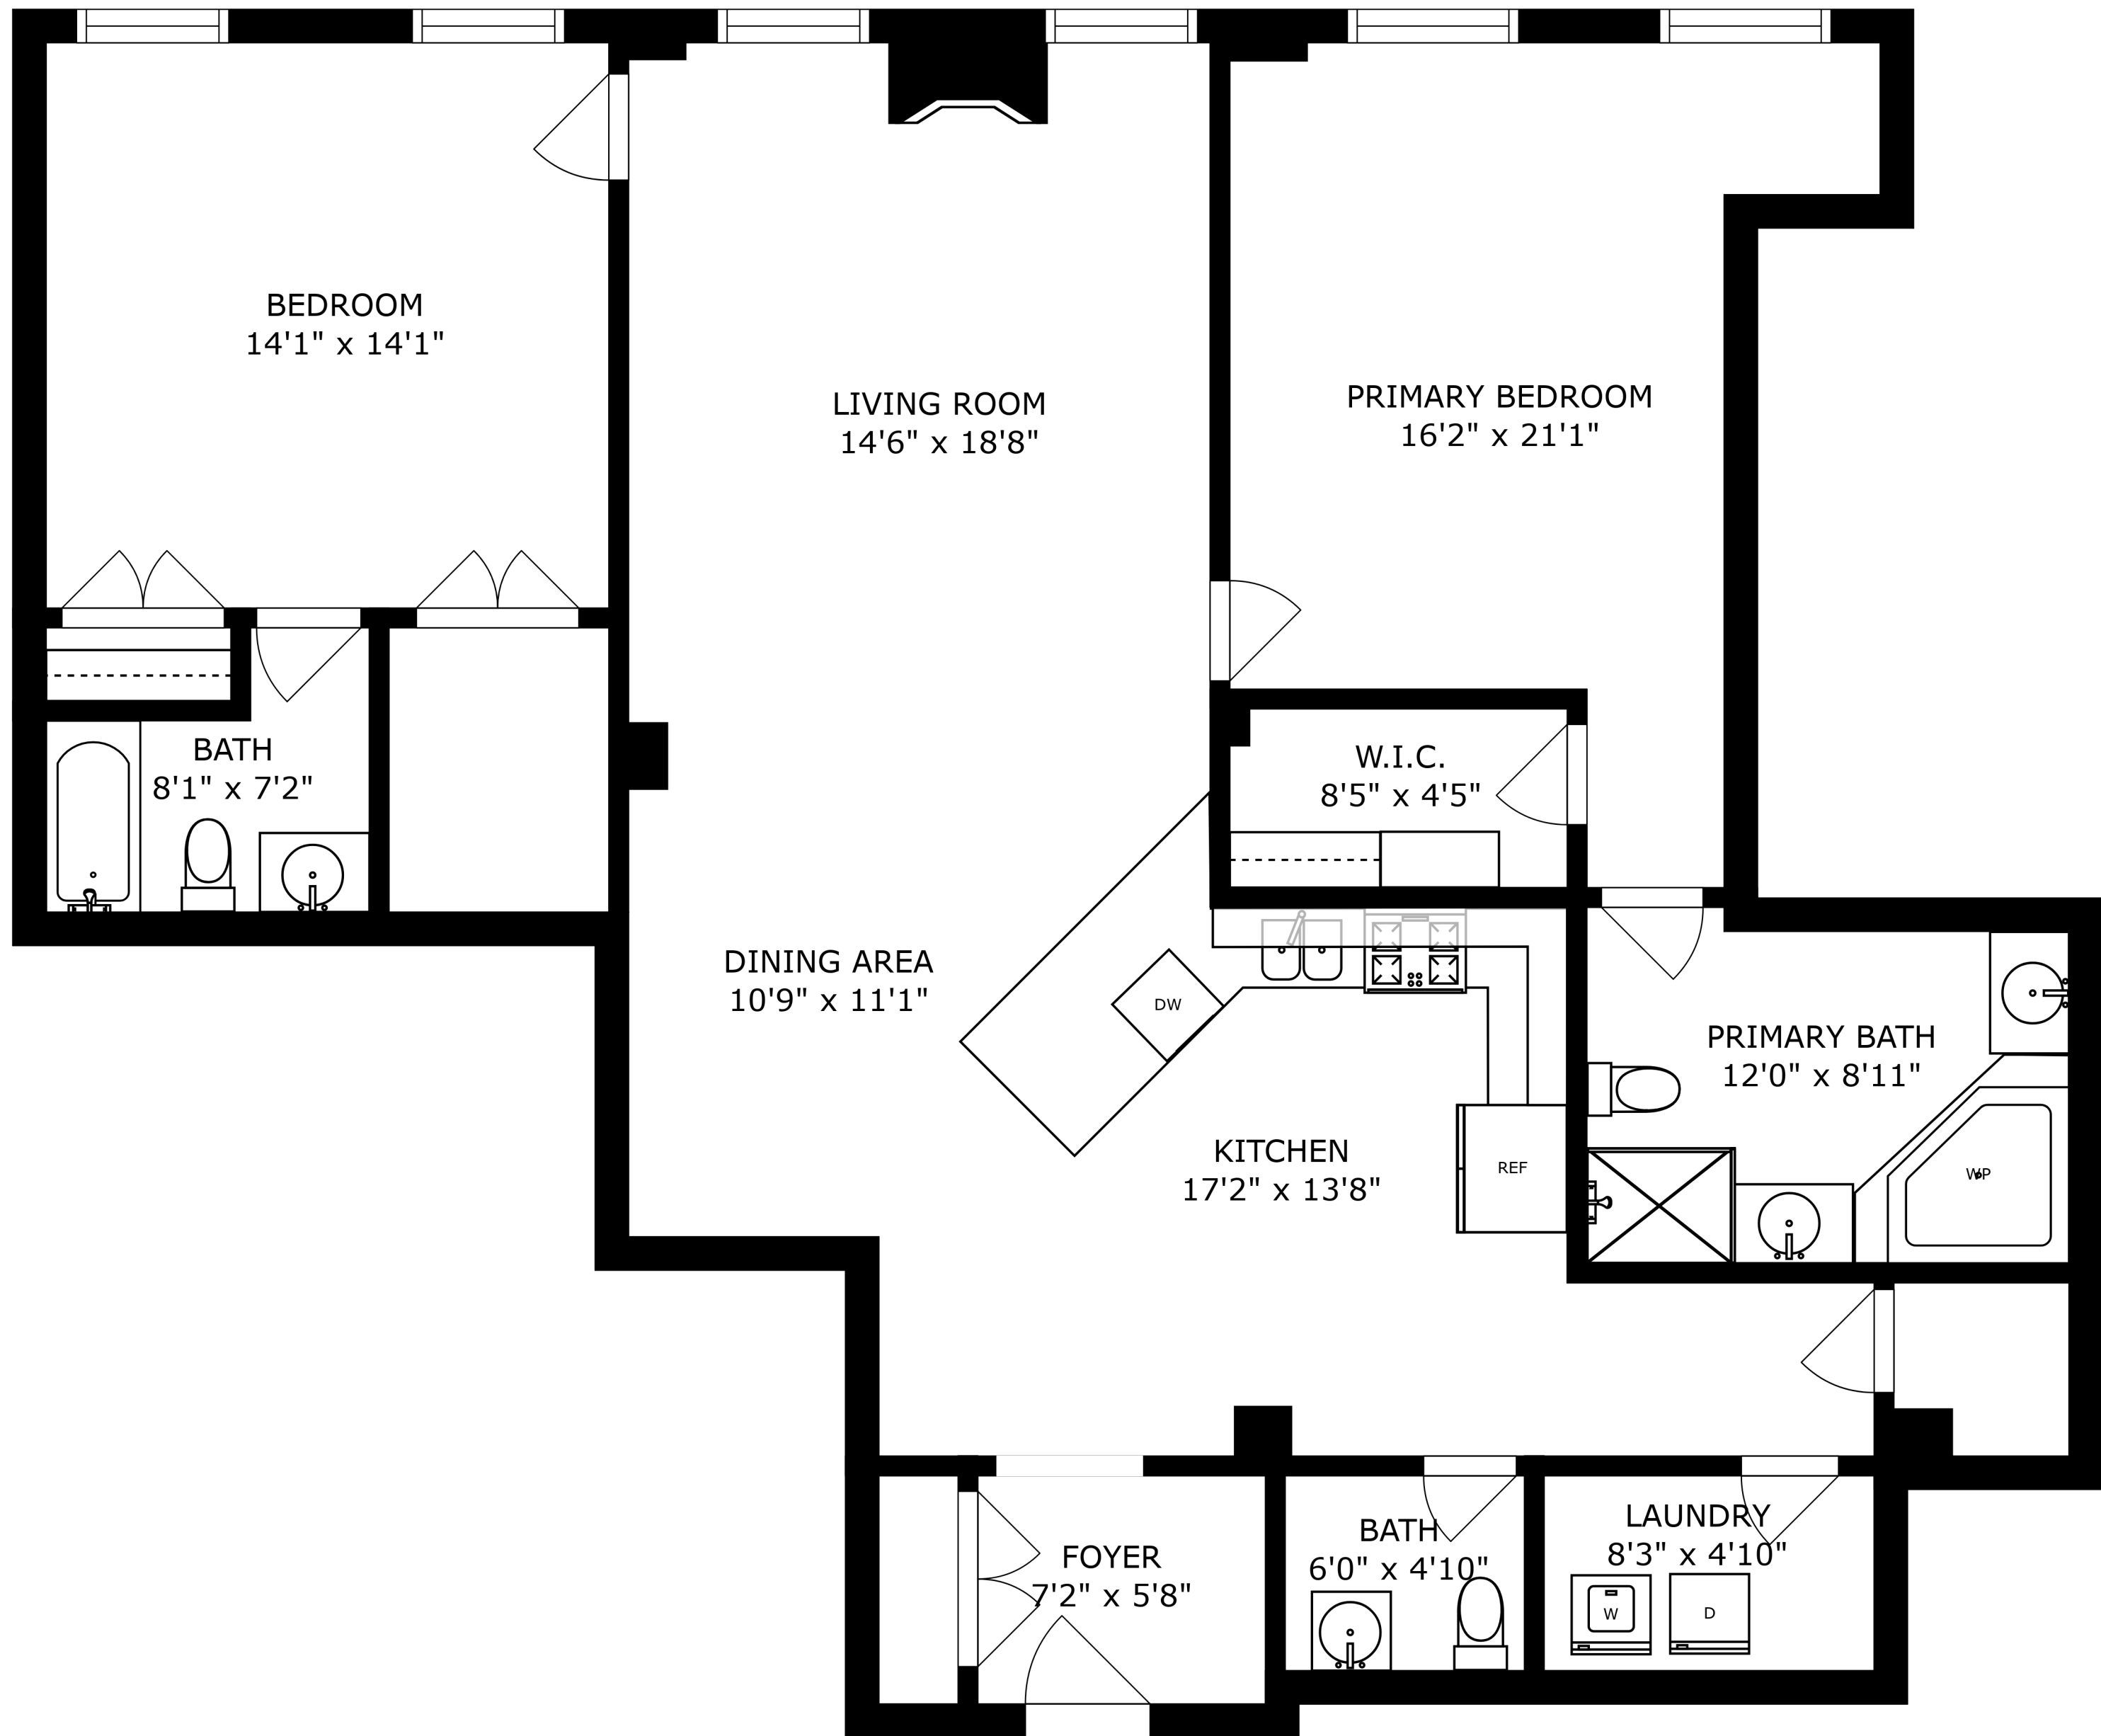 BEDROOM
14'1" x 14'1"
LIVING ROOM
14'6" x 18'8"
PRIMARY BEDROOM
16'2" x 21'1"
BATH
8'1" x 7'2"
W.I.C.
8'5" x 4'5"
DINING AREA
10'9" x 11'1"
DW
PRIMARY BATH
12'0" x 8'11"
KITCHEN
17'2" x 13'8"
REF
WP
FOYER
7'2" x 5'8"
BATH
6'0" x 4'10"
LAUNDRY
8'3" x 4'10"
W
D